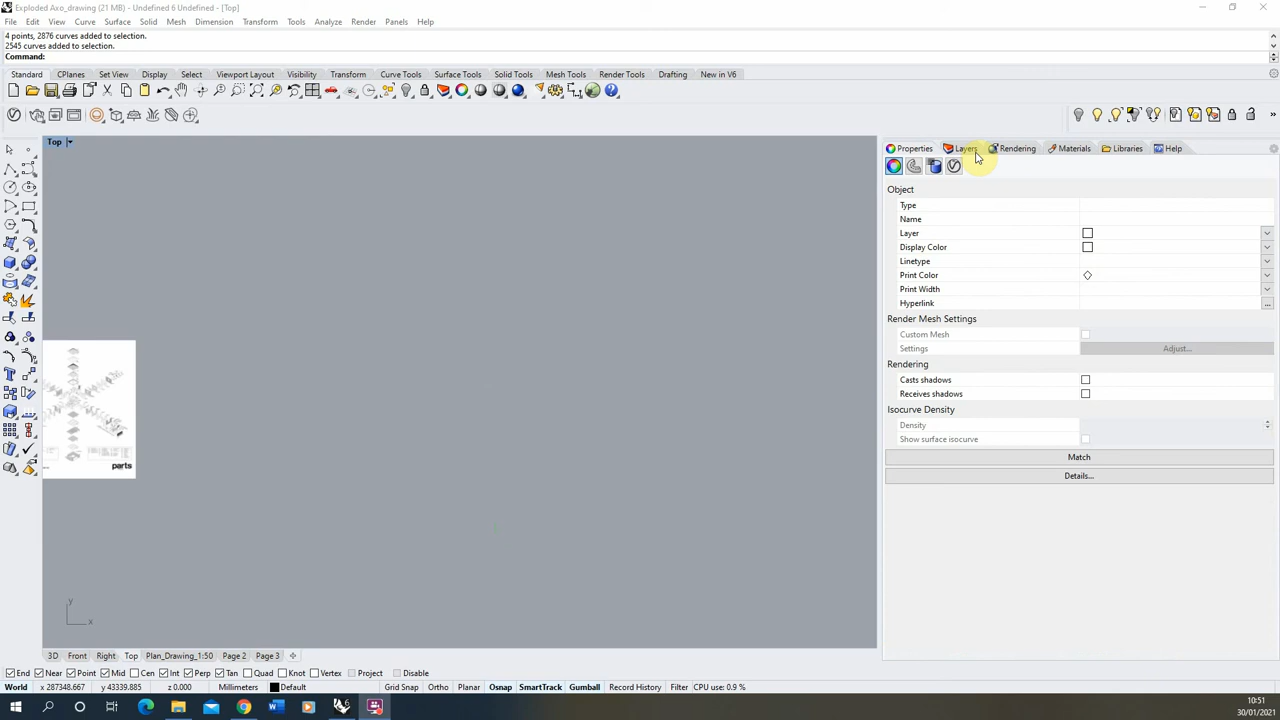 Exploded Axo_drawing (21 MB) - Undefined 6 Undefined - [Top]
File Edit View Curve Surface Solid Mesh Dimension Transform Tools Analyze Render Panels Help
4 points, 2876 curves added to selection.
2545 curves added to selection.
Command:
Standard CPlanes Set View Display Select Viewport Layout Visibility Transform Curve Tools Surface Tools Solid Tools Mesh Tools Render Tools Drafting New in V6
Top
Properties Layers Rendering Materials Libraries Help
Object
Type
Name
Layer
Display Color
Linetype
Print Color
Print Width
Hyperlink
...
Render Mesh Settings
Custom Mesh
Settings Adjust...
Rendering
Casts shadows
Receives shadows
Isocurve Density
Density
Show surface isocurve
Match
Details...
parts
y
x
3D Front Right Top Plan_Drawing_1:50 Page 2 Page 3
End Near Point Mid Cen Int Perp Tan Quad Knot Vertex Project Disable
World x 287348.667 y 43339.885 z 0.000 Millimeters Default Grid Snap Ortho Planar Osnap SmartTrack Gumball Record History Filter CPU use: 0.9 %
10:51
30/01/2021